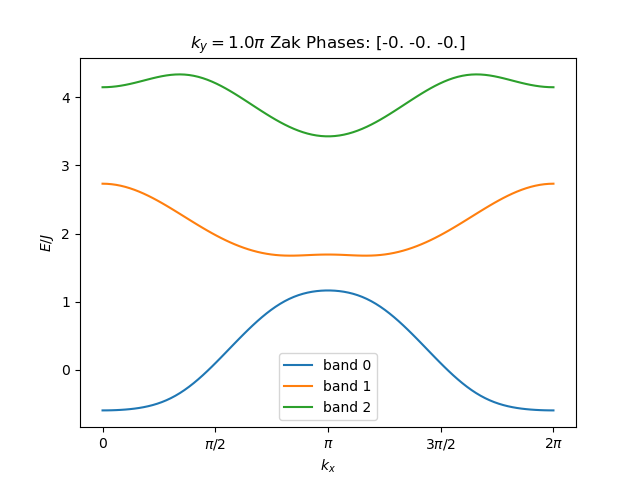 k_y = 1.0π Zak Phases: [-0. -0. -0.]
E/J
4
3
2
1
0
band 0
band 1
band 2
0 π/2 π 3π/2 2π
k_x